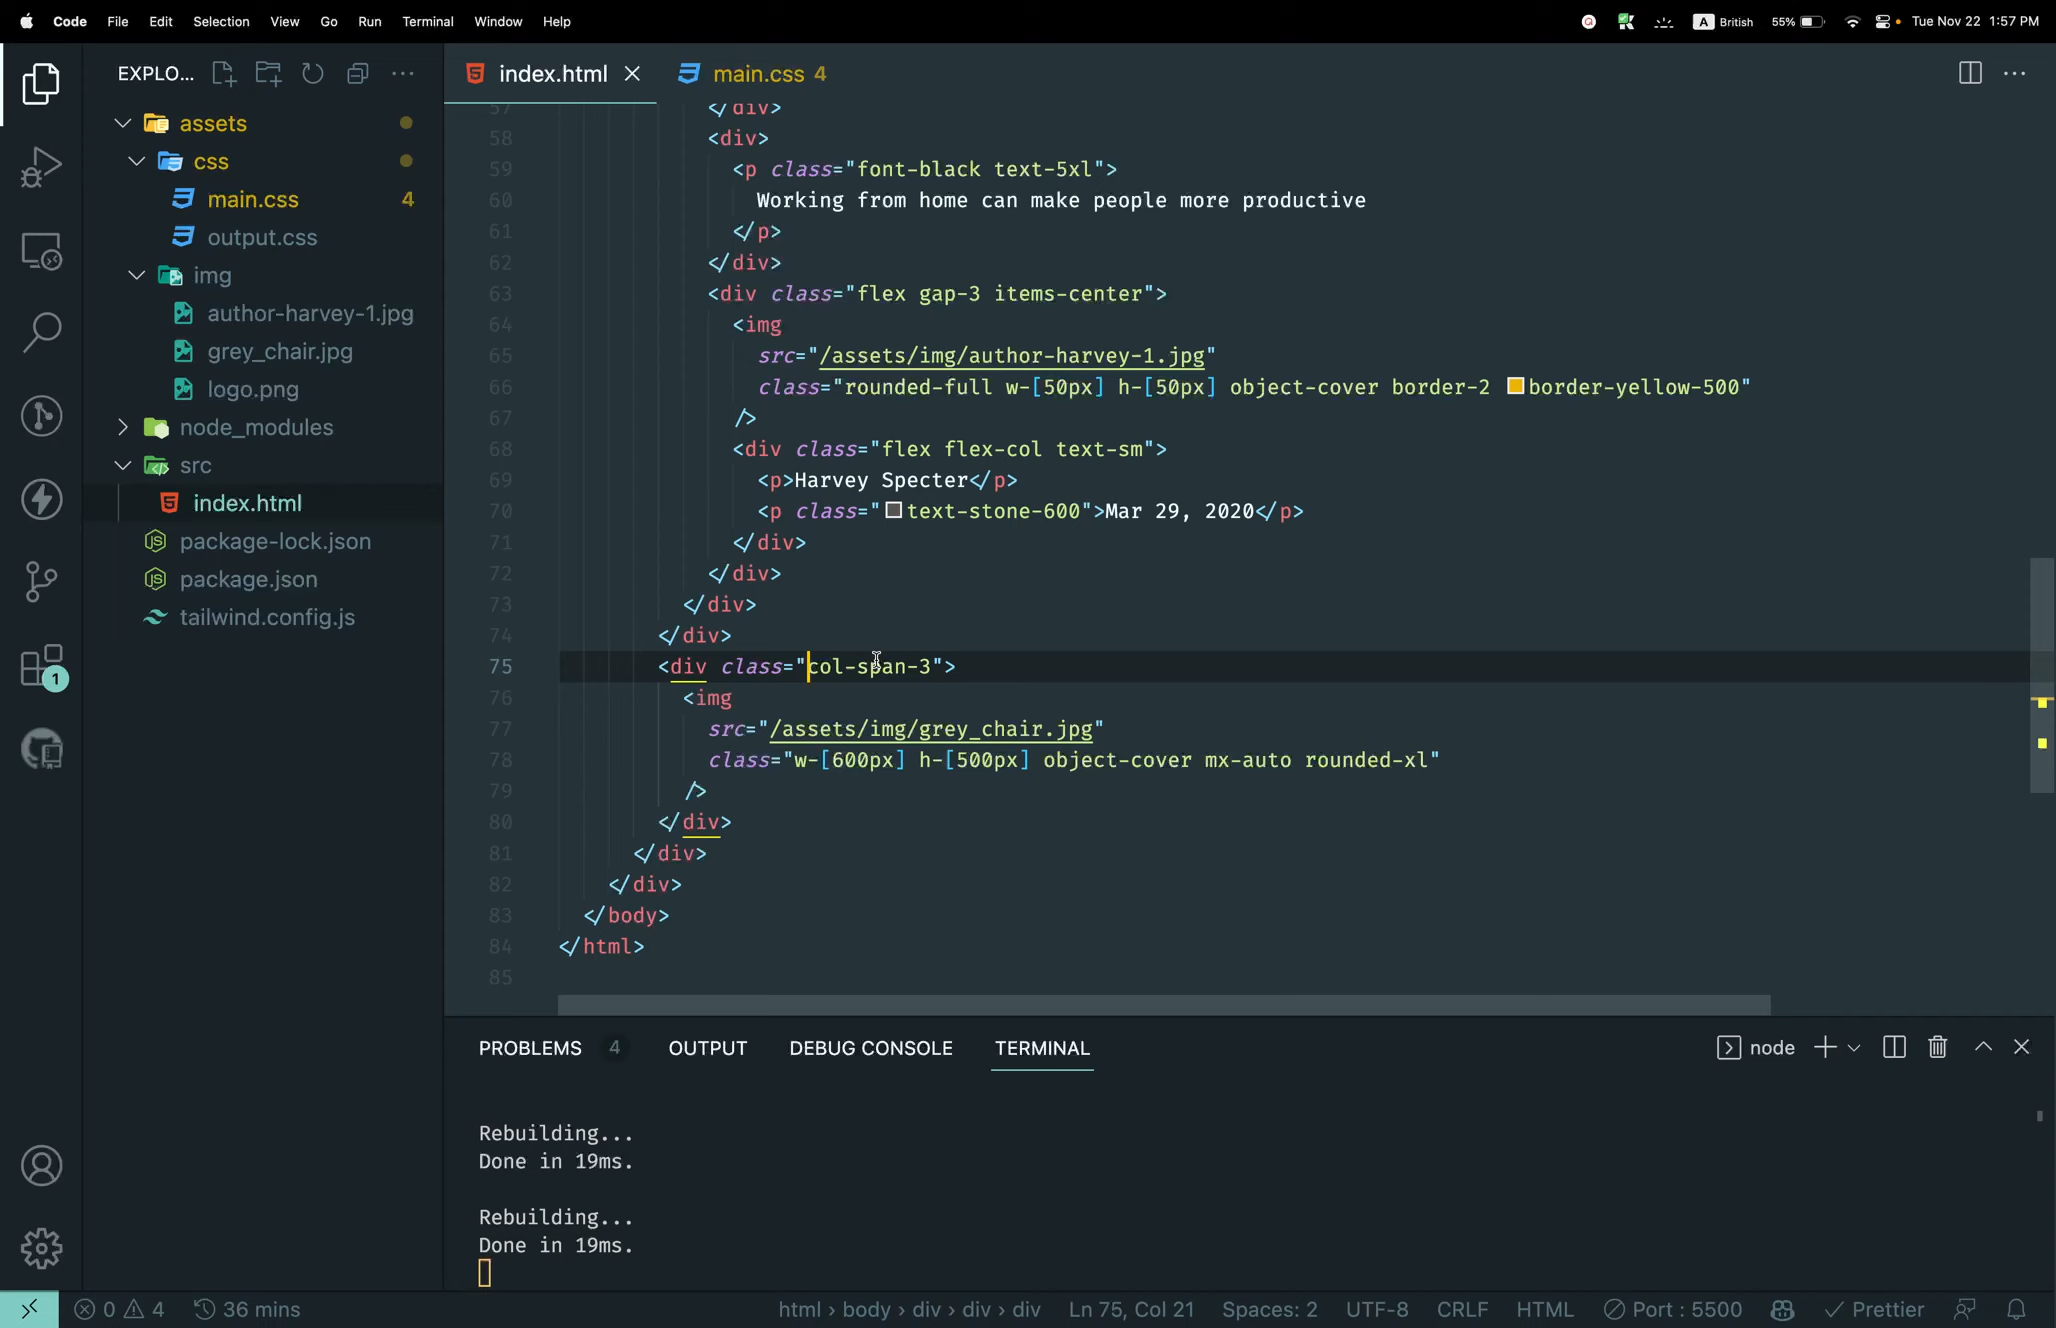 Code File Edit Selection View Go Run Terminal Window Help
A British 55% Tue Nov 22 1:57 PM
EXPLO...
assets
css
main.css 4
output.css
img
author-harvey-1.jpg
grey_chair.jpg
logo.png
node_modules
src
index.html
package-lock.json
package.json
tailwind.config.js
1
index.html main.css 4
57 </div>
58 <div>
59 <p class="font-black text-5xl">
60 Working from home can make people more productive
61 </p>
62 </div>
63 <div class="flex gap-3 items-center">
64 <img
65 src="/assets/img/author-harvey-1.jpg"
66 class="rounded-full w-[50px] h-[50px] object-cover border-2 border-yellow-500"
67 />
68 <div class="flex flex-col text-sm">
69 <p>Harvey Specter</p>
70 <p class="text-stone-600">Mar 29, 2020</p>
71 </div>
72 </div>
73 </div>
74 </div>
75 <div class="col-span-3">
76 <img
77 src="/assets/img/grey_chair.jpg"
78 class="w-[600px] h-[500px] object-cover mx-auto rounded-xl"
79 />
80 </div>
81 </div>
82 </div>
83 </body>
84 </html>
85
PROBLEMS 4 OUTPUT DEBUG CONSOLE TERMINAL node
Rebuilding...
Done in 19ms.
Rebuilding...
Done in 19ms.
0 4 36 mins html › body › div › div › div Ln 75, Col 21 Spaces: 2 UTF-8 CRLF HTML Port : 5500 Prettier